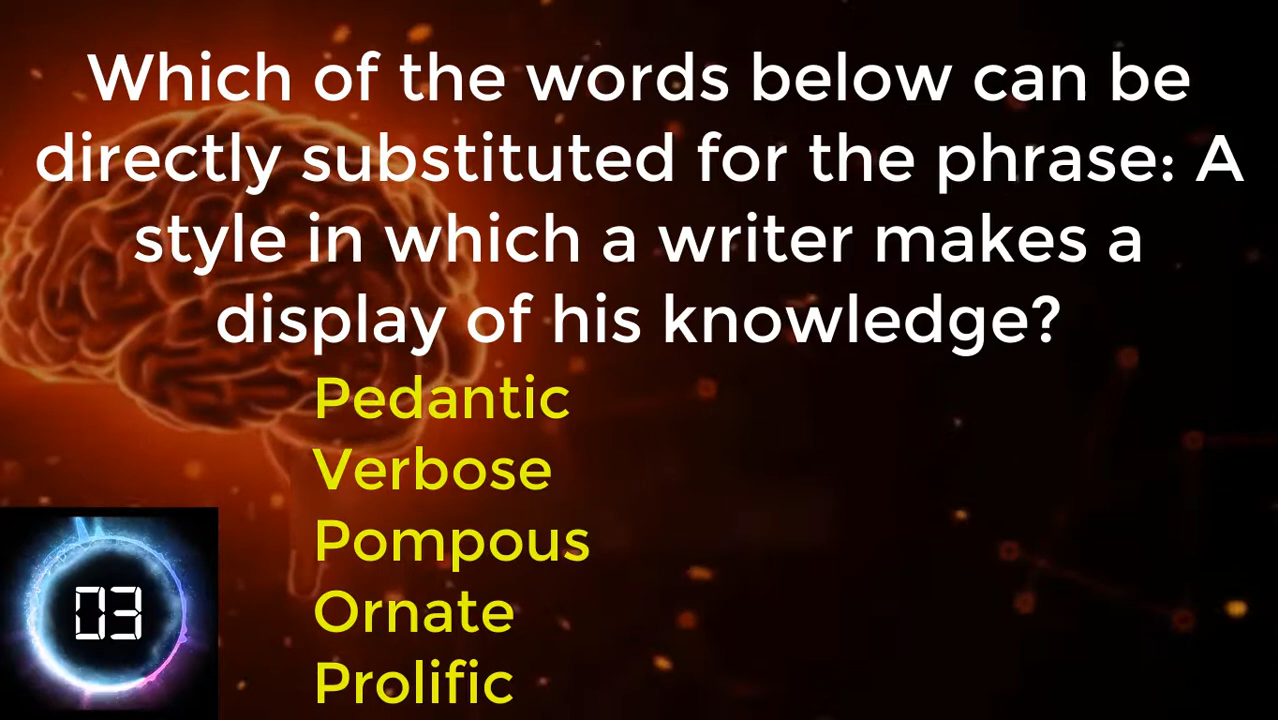 Which of the words below can be
directly substituted for the phrase: A
style in which a writer makes a
display of his knowledge?
Pedantic
Verbose
Pompous
Ornate
Prolific
03